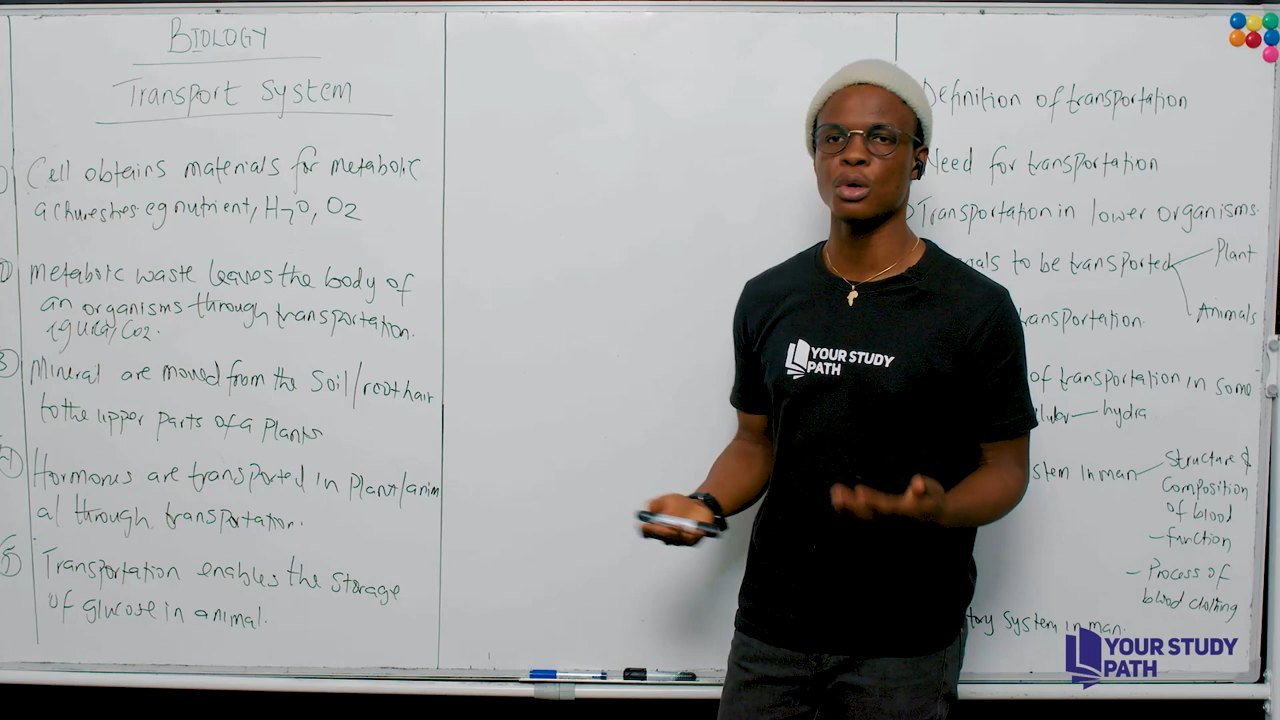 BIOLOGY
Transport System
Cell obtains materials for metabolic
eg nutrient, H2O, O2
metabolic waste leaves the body of
an organisms through transportation.
CO2.
Mineral are moved from the Soil/root hair
to the upper parts of a Plants
Hormones are transported in Plant/anim
al through transportation.
5
Transportation enables the storage
of glucose in animal.
Definition of transportation
Need for transportation
Transportation in lower organisms.
to be transported
Plant
Animals
transportation.
of transportation in some
hydra
in man
Structure &
Composition
of blood
- function
- Process of
blood clotting
System in man.
YOUR STUDY
PATH
YOUR STUDY
PATH